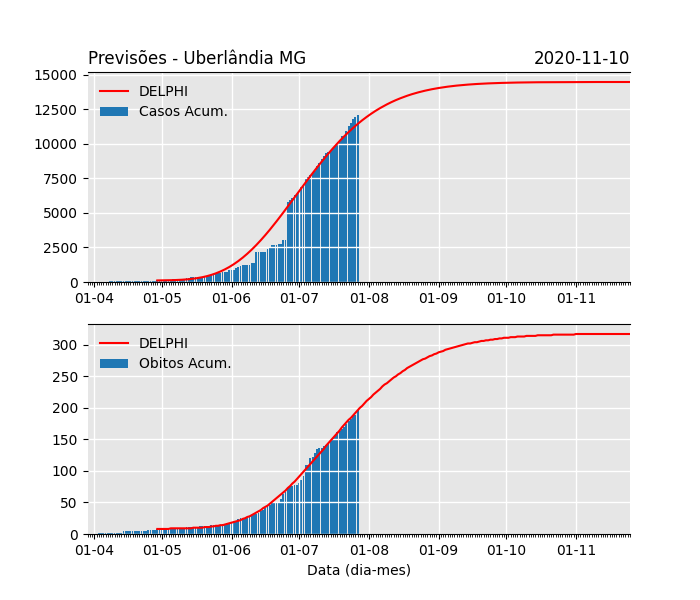 Previsões - Uberlândia MG 2020-11-10
15000
12500
10000
7500
5000
2500
0
DELPHI
Casos Acum.
01-04 01-05 01-06 01-07 01-08 01-09 01-10 01-11
300
250
200
150
100
50
0
DELPHI
Obitos Acum.
01-04 01-05 01-06 01-07 01-08 01-09 01-10 01-11
Data (dia-mes)